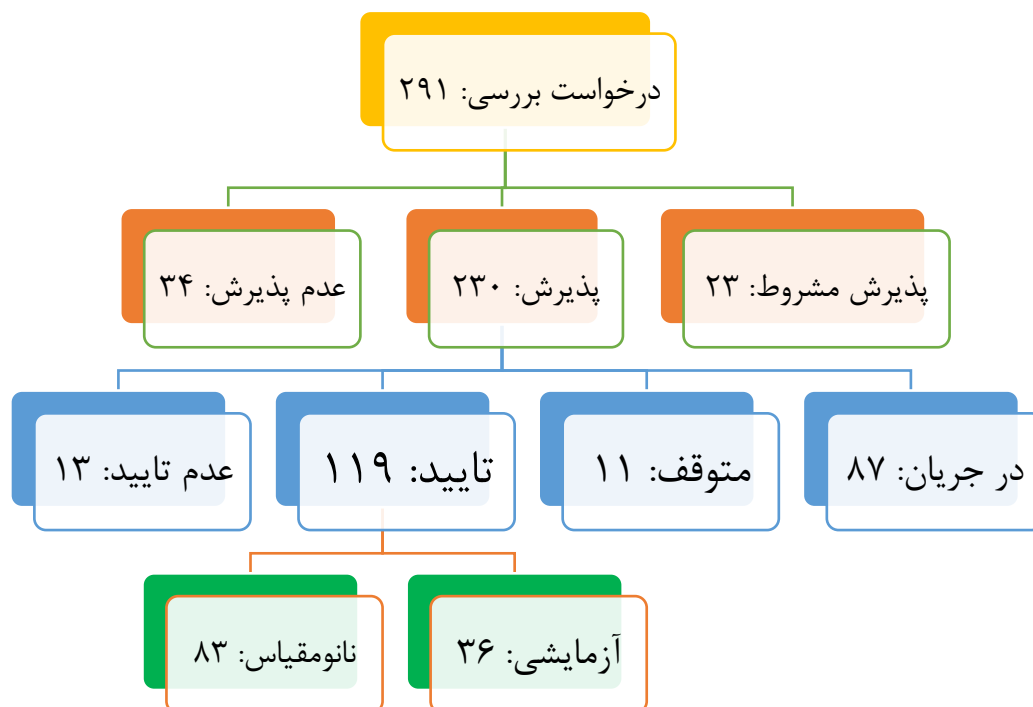 درخواست بررسی: ۲۹۱
پذیرش مشروط: ۲۳
پذیرش: ۲۳۰
عدم پذیرش: ۳۴
در جریان: ۸۷
متوقف: ۱۱
تایید: ۱۱۹
عدم تایید: ۱۳
آزمایشی: ۳۶
نانومقیاس: ۸۳